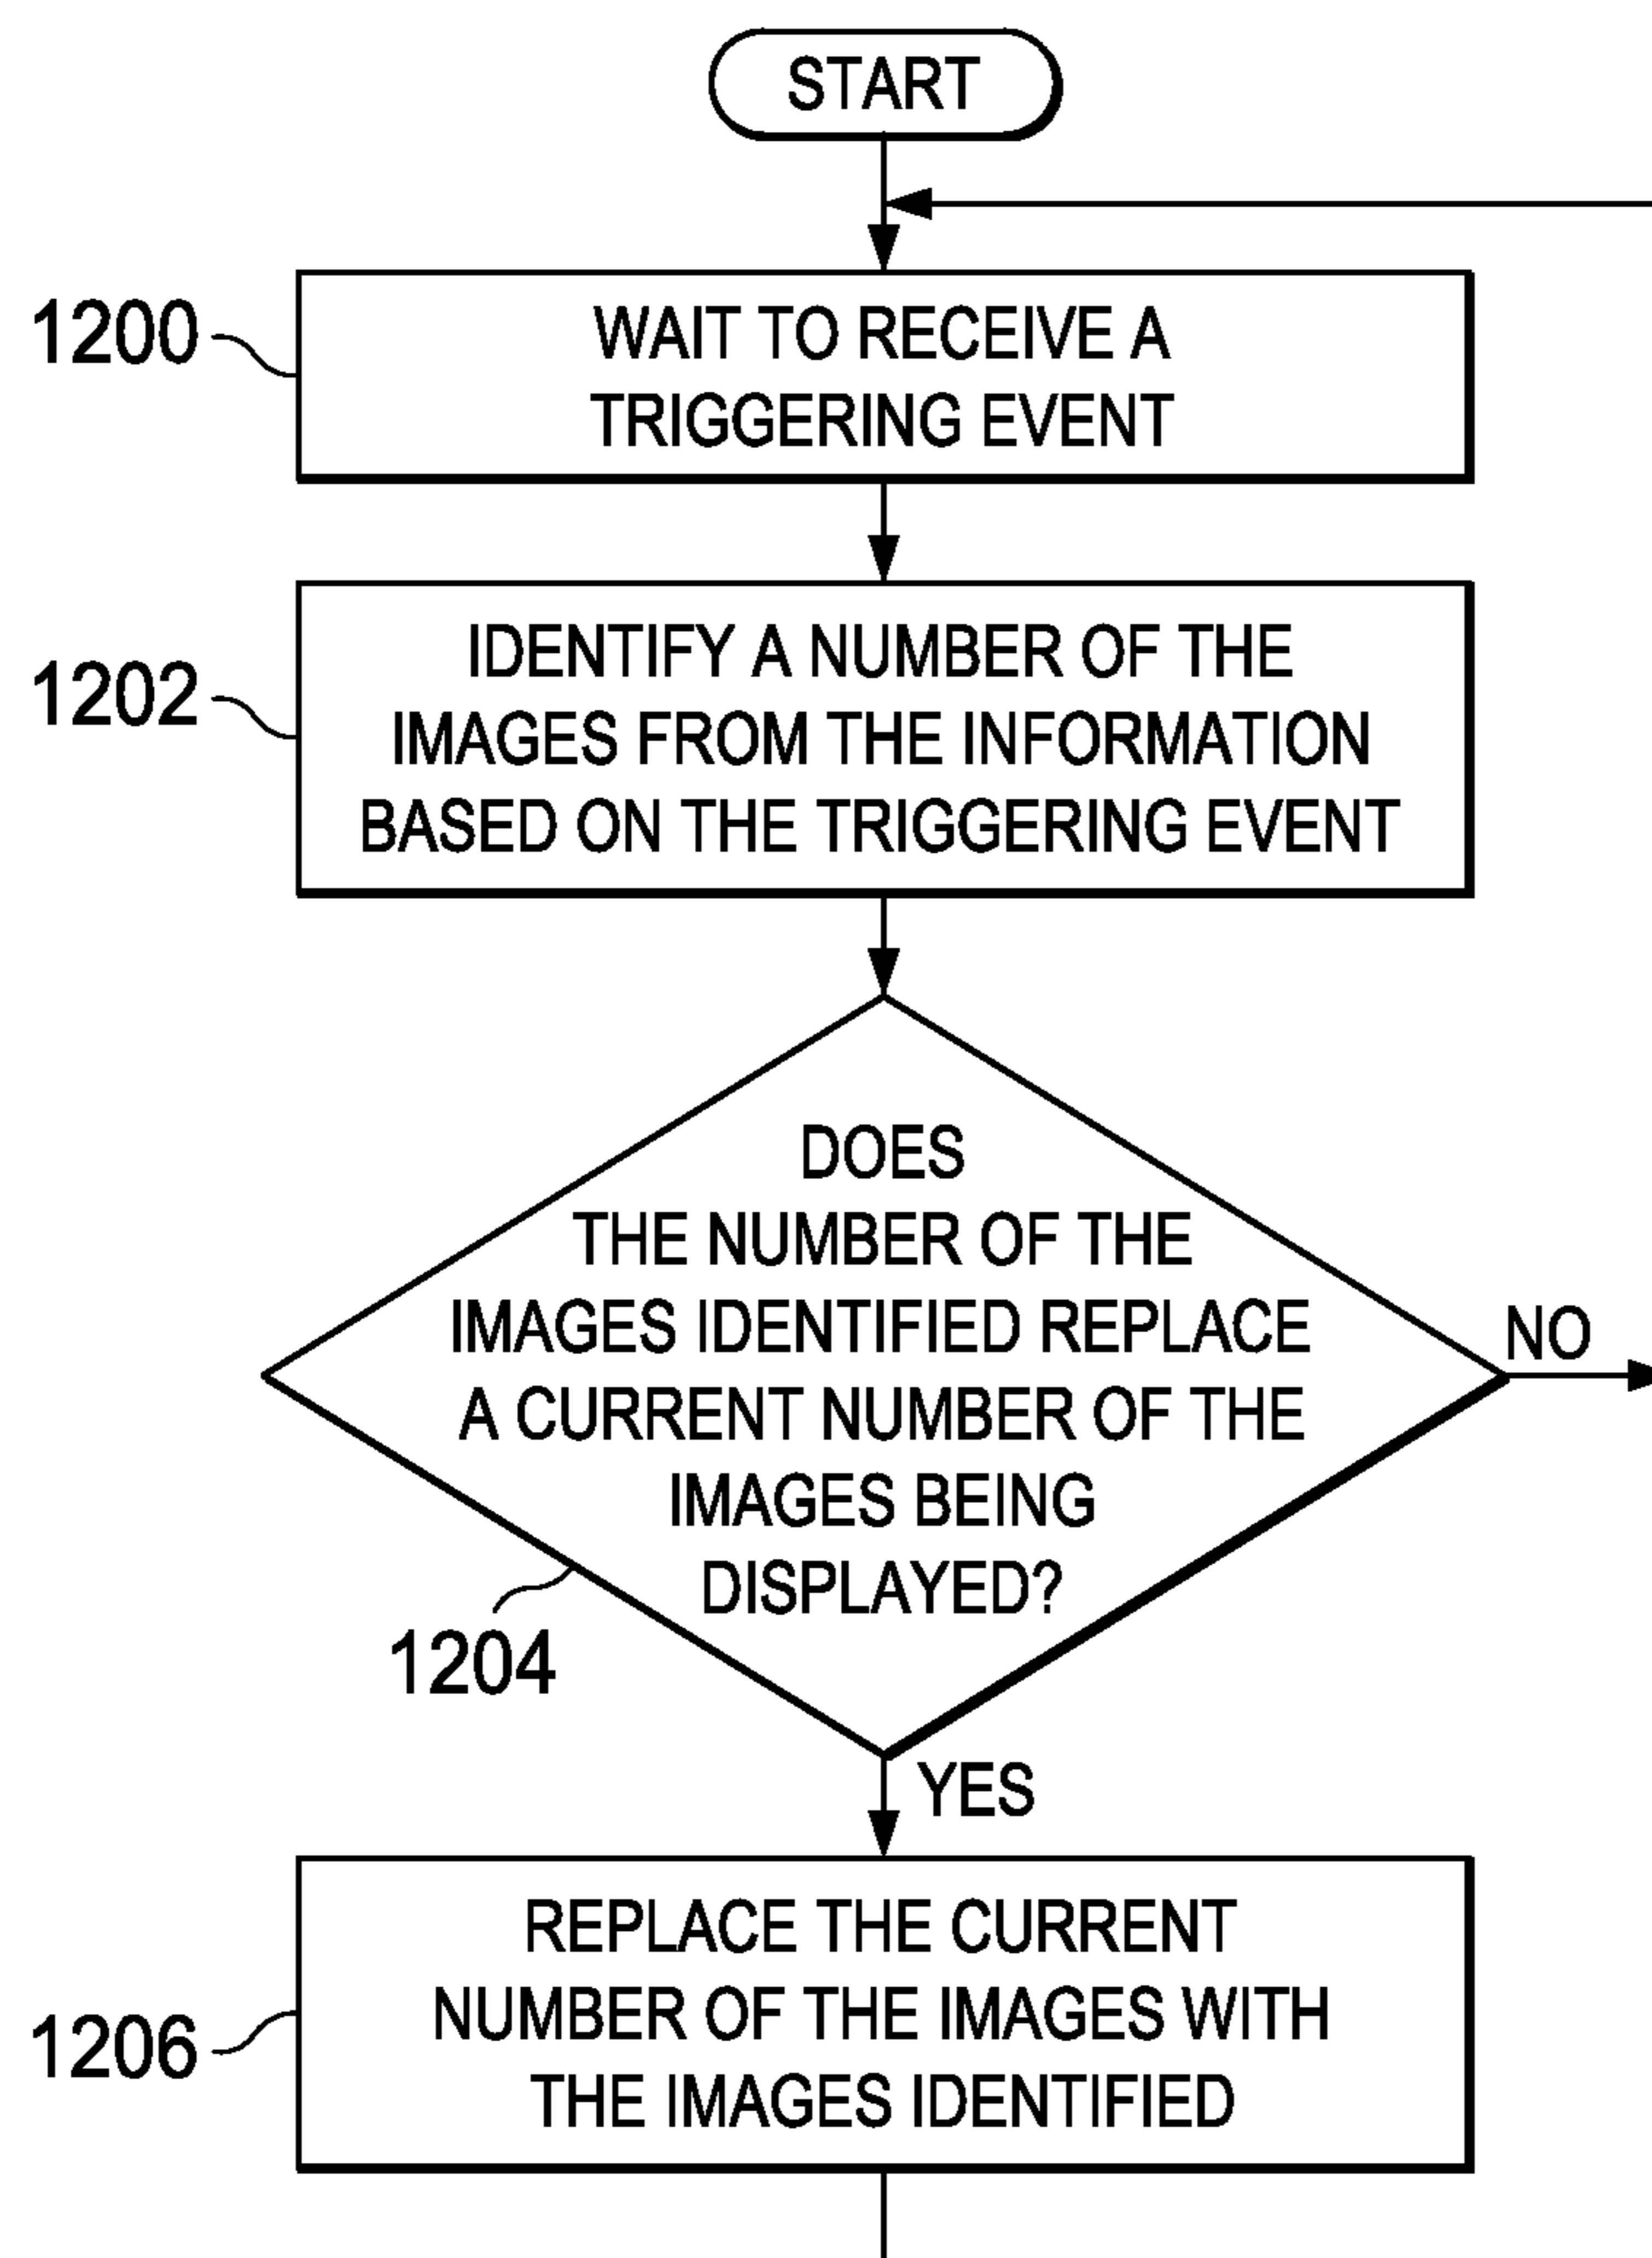 START
1200
WAIT TO RECEIVE A
TRIGGERING EVENT
1202
IDENTIFY A NUMBER OF THE
IMAGES FROM THE INFORMATION
BASED ON THE TRIGGERING EVENT
DOES
THE NUMBER OF THE
IMAGES IDENTIFIED REPLACE
A CURRENT NUMBER OF THE
IMAGES BEING
DISPLAYED?
NO
1204
YES
1206
REPLACE THE CURRENT
NUMBER OF THE IMAGES WITH
THE IMAGES IDENTIFIED